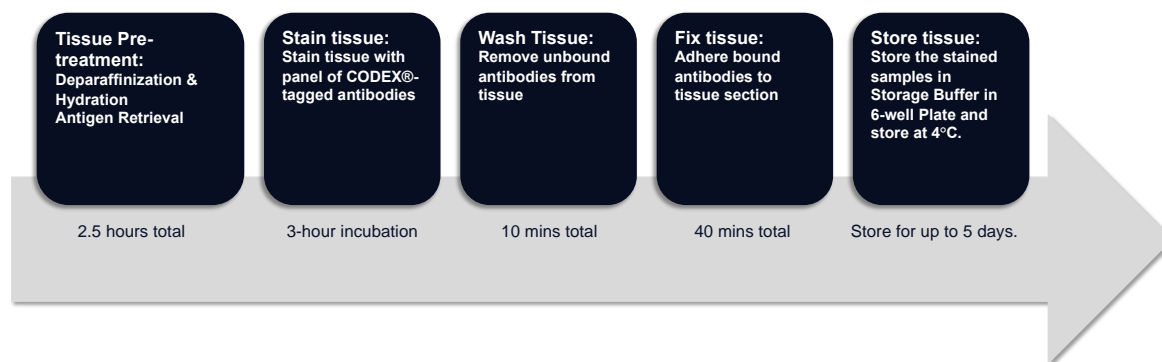 Tissue Pre-
treatment:
Deparaffinization &
Hydration
Antigen Retrieval
2.5 hours total
Stain tissue:
Stain tissue with
panel of CODEX®-
tagged antibodies
3-hour incubation
Wash Tissue:
Remove unbound
antibodies from
tissue
10 mins total
Fix tissue:
Adhere bound
antibodies to
tissue section
40 mins total
Store tissue:
Store the stained
samples in
Storage Buffer in
6-well Plate and
store at 4°C.
Store for up to 5 days.